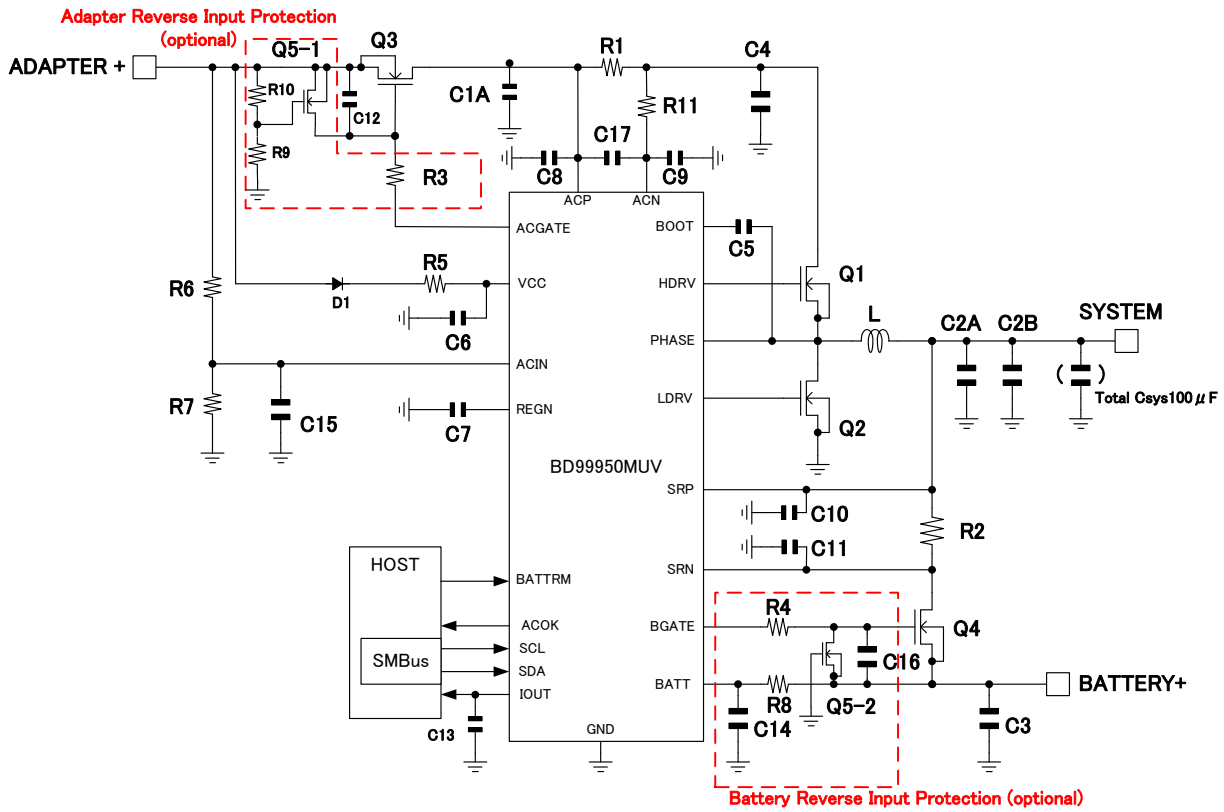 Adapter Reverse Input Protection
(optional)
Q5-1
Q3
R1
C4
ADAPTER +
R10
C12
C1A
R11
R9
R3
C8
C17
C9
ACP
ACN
ACGATE
BOOT
C5
R5
VCC
HDRV
Q1
R6
D1
C6
PHASE
L
C2A
C2B
SYSTEM
ACIN
R7
C15
REGN
C7
LDRV
Q2
( )
Total Csys100μF
BD99950MUV
SRP
C10
R2
C11
SRN
HOST
BATTRM
ACOK
SMBus
SCL
SDA
IOUT
C13
GND
BGATE
R4
Q4
C16
BATT
R8
Q5-2
C14
BATTERY+
C3
Battery Reverse Input Protection (optional)